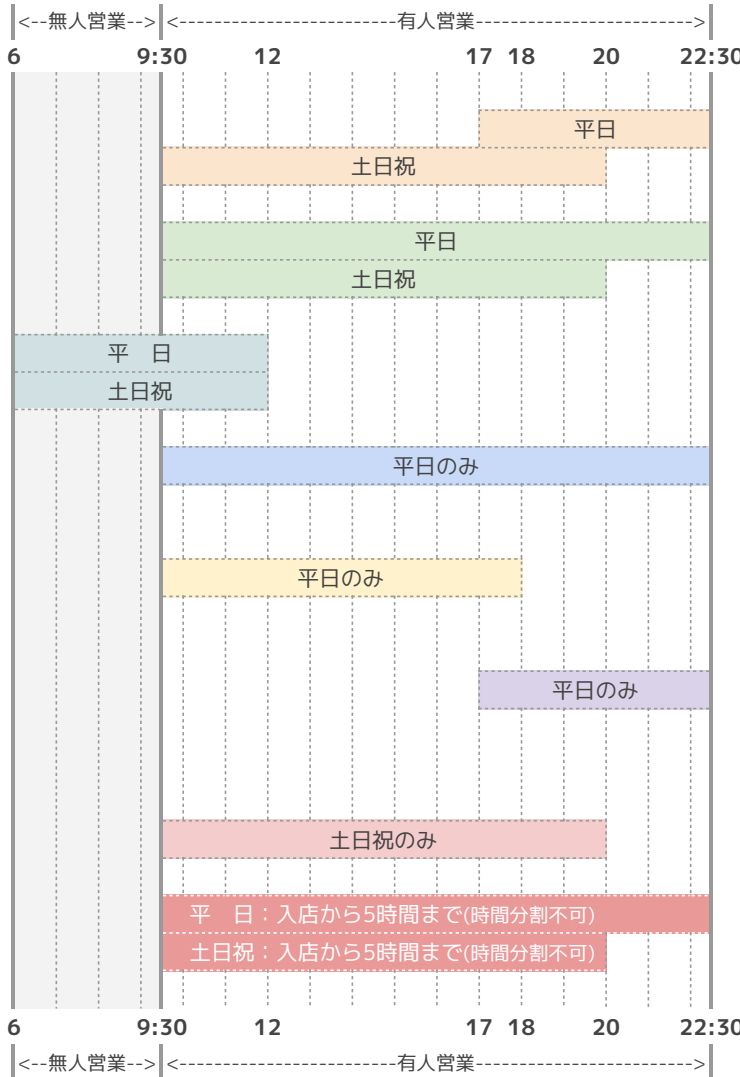 <--無人営業-->
<-----------------------有人営業----------------------->
6 9:30 12 17 18 20 22:30
平日
土日祝
平日
土日祝
平　日
土日祝
平日のみ
平日のみ
平日のみ
土日祝のみ
平　日：入店から5時間まで(時間分割不可)
土日祝：入店から5時間まで(時間分割不可)
6 9:30 12 17 18 20 22:30
<--無人営業-->
<-----------------------有人営業----------------------->